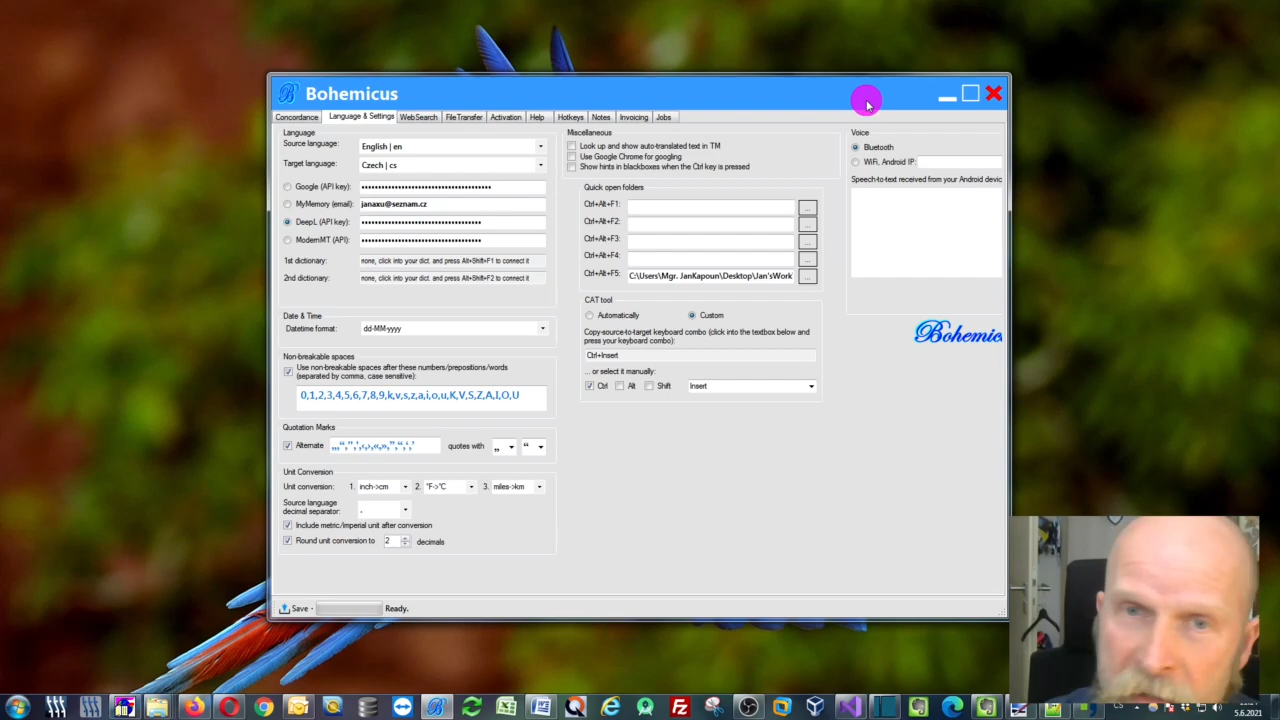 Bohemicus
Concordance Language & Settings WebSearch FileTransfer Activation Help Hotkeys Notes Invoicing Jobs
Language
Source language: English | en
Target language: Czech | cs
Google (API key): •••••••••••••••••••••••••••••••••••••••
MyMemory (email): janaxu@seznam.cz
DeepL (API key): ••••••••••••••••••••••••••••••••••••
ModernMT (API): ••••••••••••••••••••••••••••••••••••
1st dictionary: none, click into your dict. and press Alt+Shift+F1 to connect it
2nd dictionary: none, click into your dict. and press Alt+Shift+F2 to connect it
Date & Time
Datetime format: dd-MM-yyyy
Non-breakable spaces
Use non-breakable spaces after these numbers/prepositions/words
(separated by comma, case sensitive):
0,1,2,3,4,5,6,7,8,9,k,v,s,z,a,i,o,u,K,V,S,Z,A,I,O,U
Quotation Marks
Alternate quotes with „ “
Unit Conversion
Unit conversion: 1. inch->cm 2. °F->°C 3. miles->km
Source language
decimal separator: .
Include metric/imperial unit after conversion
Round unit conversion to 2 decimals
Save Ready.
Miscellaneous
Look up and show auto-translated text in TM
Use Google Chrome for googling
Show hints in blackboxes when the Ctrl key is pressed
Quick open folders
Ctrl+Alt+F1: ...
Ctrl+Alt+F2: ...
Ctrl+Alt+F3: ...
Ctrl+Alt+F4: ...
Ctrl+Alt+F5: C:\Users\Mgr. JanKapoun\Desktop\Jan'sWork ...
CAT tool
Automatically Custom
Copy-source-to-target keyboard combo (click into the textbox below and
press your keyboard combo):
Ctrl+Insert
... or select it manually:
Ctrl Alt Shift Insert
Voice
Bluetooth
WiFi, Android IP:
Speech-to-text received from your Android devic
Bohemic
CS
5.6.2021